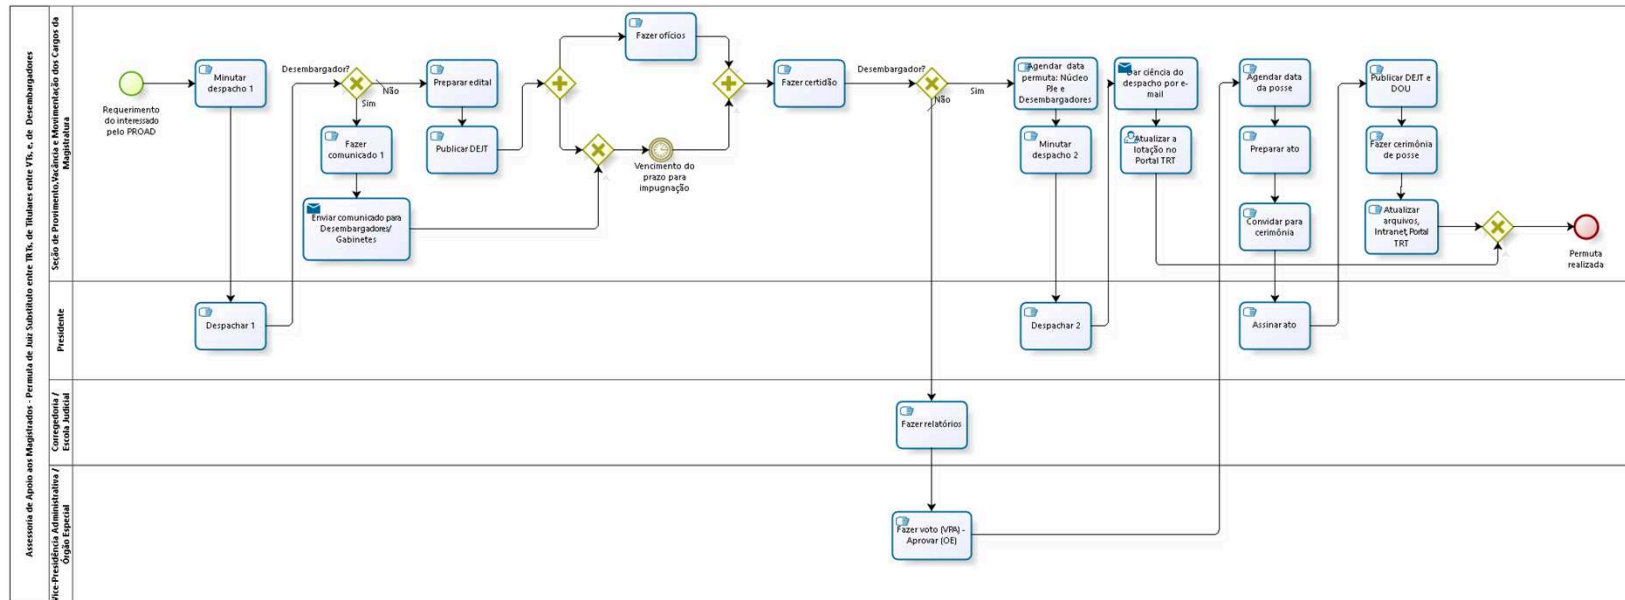 Assessoria de Apoio aos Magistrados - Permuta de Juiz Substituto entre TRTs, de Titulares entre VTs, e, de Desembargadores
Seção de Provimento, Vacância e Movimentação dos Cargos da
Magistratura
Requerimento
do interessado
pelo PROAD
Minutar
despacho 1
Desembargador?
Sim
Não
Fazer
comunicado 1
Enviar comunicado para
Desembargadores/
Gabinetes
Preparar edital
Publicar DEJT
Fazer ofícios
Vencimento do
prazo para
impugnação
Fazer certidão
Desembargador?
Não
Sim
Agendar data
permuta: Núcleo
PJe e
Desembargadores
Minutar
despacho 2
Dar ciência do
despacho por e-
mail
Atualizar a
lotação no
Portal TRT
Agendar data
da posse
Preparar ato
Convidar para
cerimônia
Publicar DEJT e
DOU
Fazer cerimônia
de posse
Atualizar
arquivos,
Intranet, Portal
TRT
Permuta
realizada
Presidente
Despachar 1
Despachar 2
Assinar ato
Corregedoria /
Escola Judicial
Fazer relatórios
Vice-Presidência Administrativa /
Órgão Especial
Fazer voto (VPA) -
Aprovar (OE)